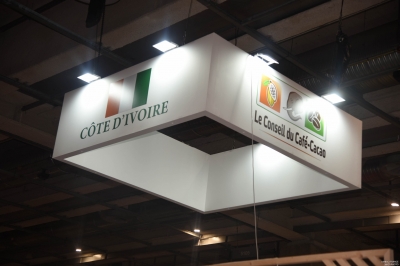 CÔTE D'IVOIRE
Le Conseil du Café-Cacao